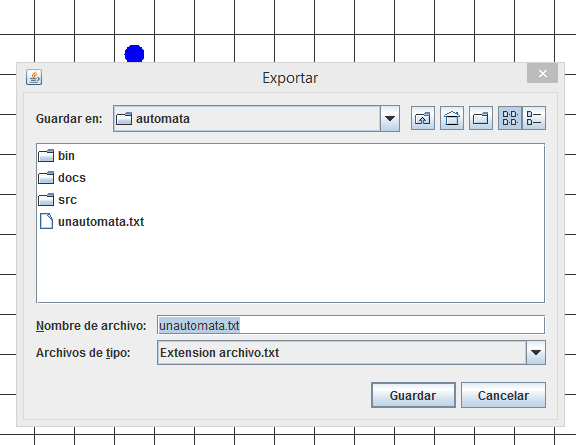 Exportar
Guardar en: automata
bin
docs
src
unautomata.txt
Nombre de archivo: unautomata.txt
Archivos de tipo: Extension archivo.txt
Guardar Cancelar